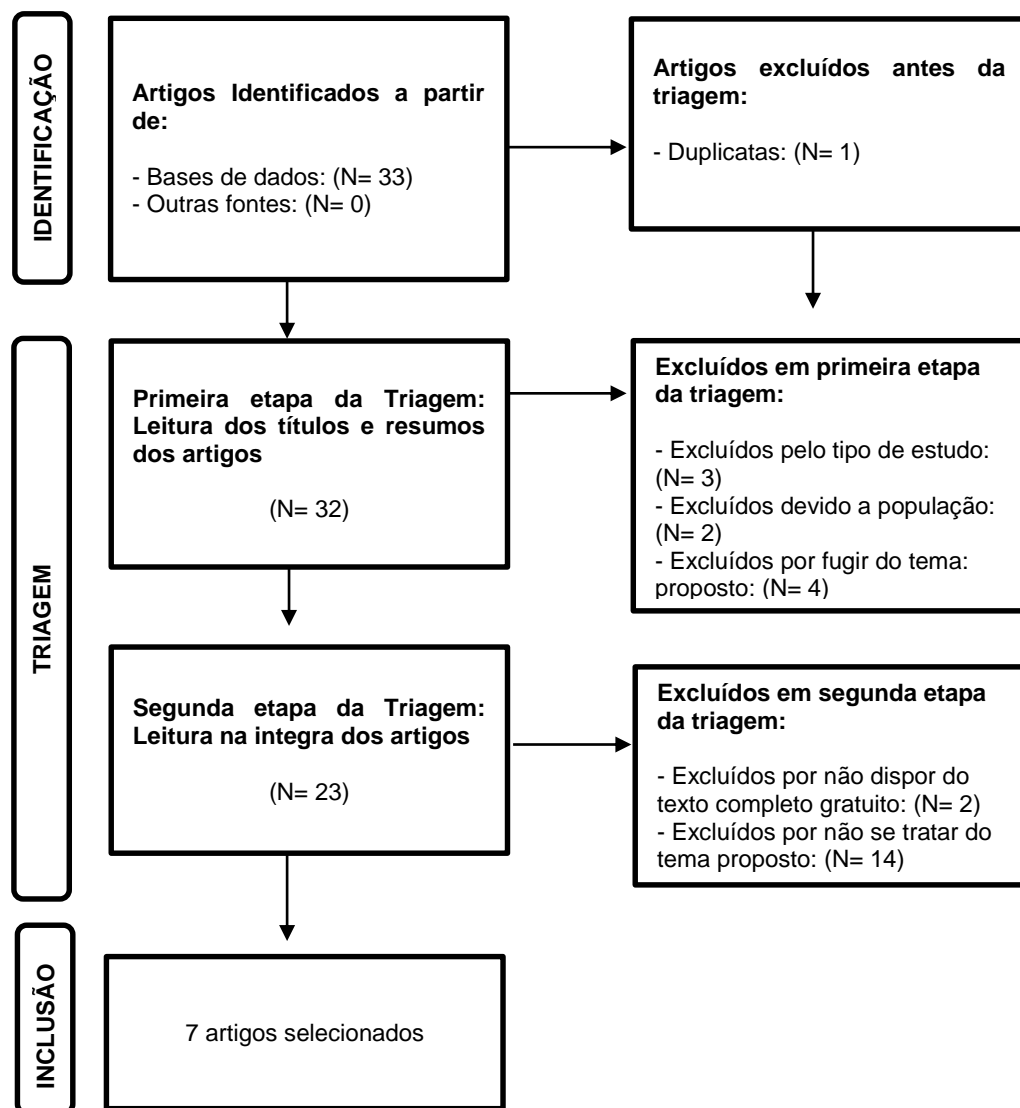 IDENTIFICAÇÃO
Artigos Identificados a partir
de:
- Bases de dados: (N= 33)
- Outras fontes: (N= 0)
Artigos excluídos antes da
triagem:
- Duplicatas: (N= 1)
TRIAGEM
Primeira etapa da Triagem:
Leitura dos títulos e resumos
dos artigos
(N= 32)
Excluídos em primeira etapa
da triagem:
- Excluídos pelo tipo de estudo:
(N= 3)
- Excluídos devido a população:
(N= 2)
- Excluídos por fugir do tema:
proposto: (N= 4)
Segunda etapa da Triagem:
Leitura na integra dos artigos
(N= 23)
Excluídos em segunda etapa
da triagem:
- Excluídos por não dispor do
texto completo gratuito: (N= 2)
- Excluídos por não se tratar do
tema proposto: (N= 14)
INCLUSÃO
7 artigos selecionados